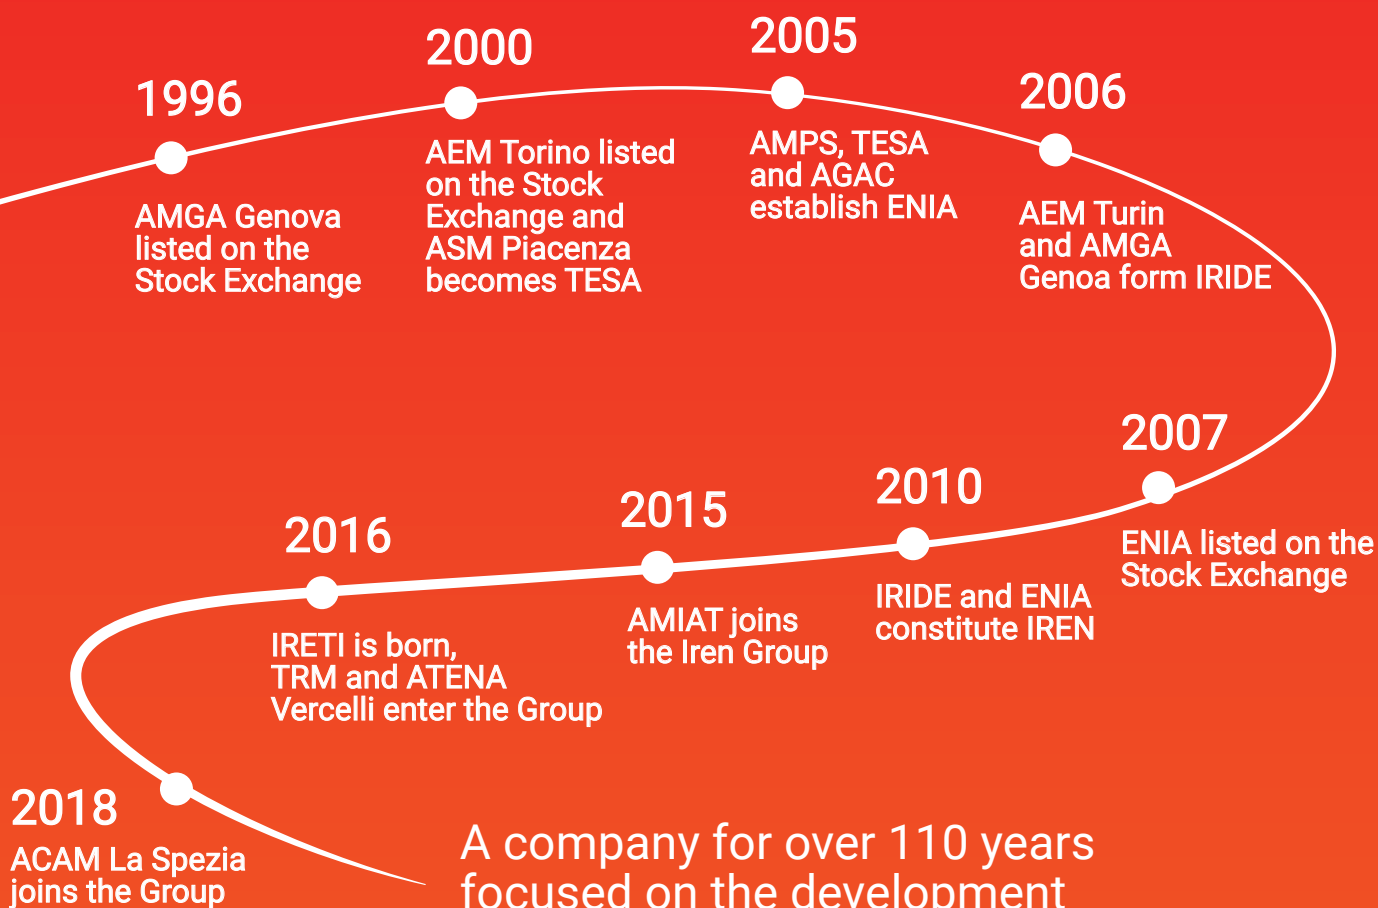 1996
AMGA Genova
listed on the
Stock Exchange
2000
AEM Torino listed
on the Stock
Exchange and
ASM Piacenza
becomes TESA
2005
AMPS, TESA
and AGAC
establish ENIA
2006
AEM Turin
and AMGA
Genoa form IRIDE
2007
ENIA listed on the
Stock Exchange
2010
IRIDE and ENIA
constitute IREN
2015
AMIAT joins
the Iren Group
2016
IRETI is born,
TRM and ATENA
Vercelli enter the Group
2018
ACAM La Spezia
joins the Group
A company for over 110 years
focused on the development